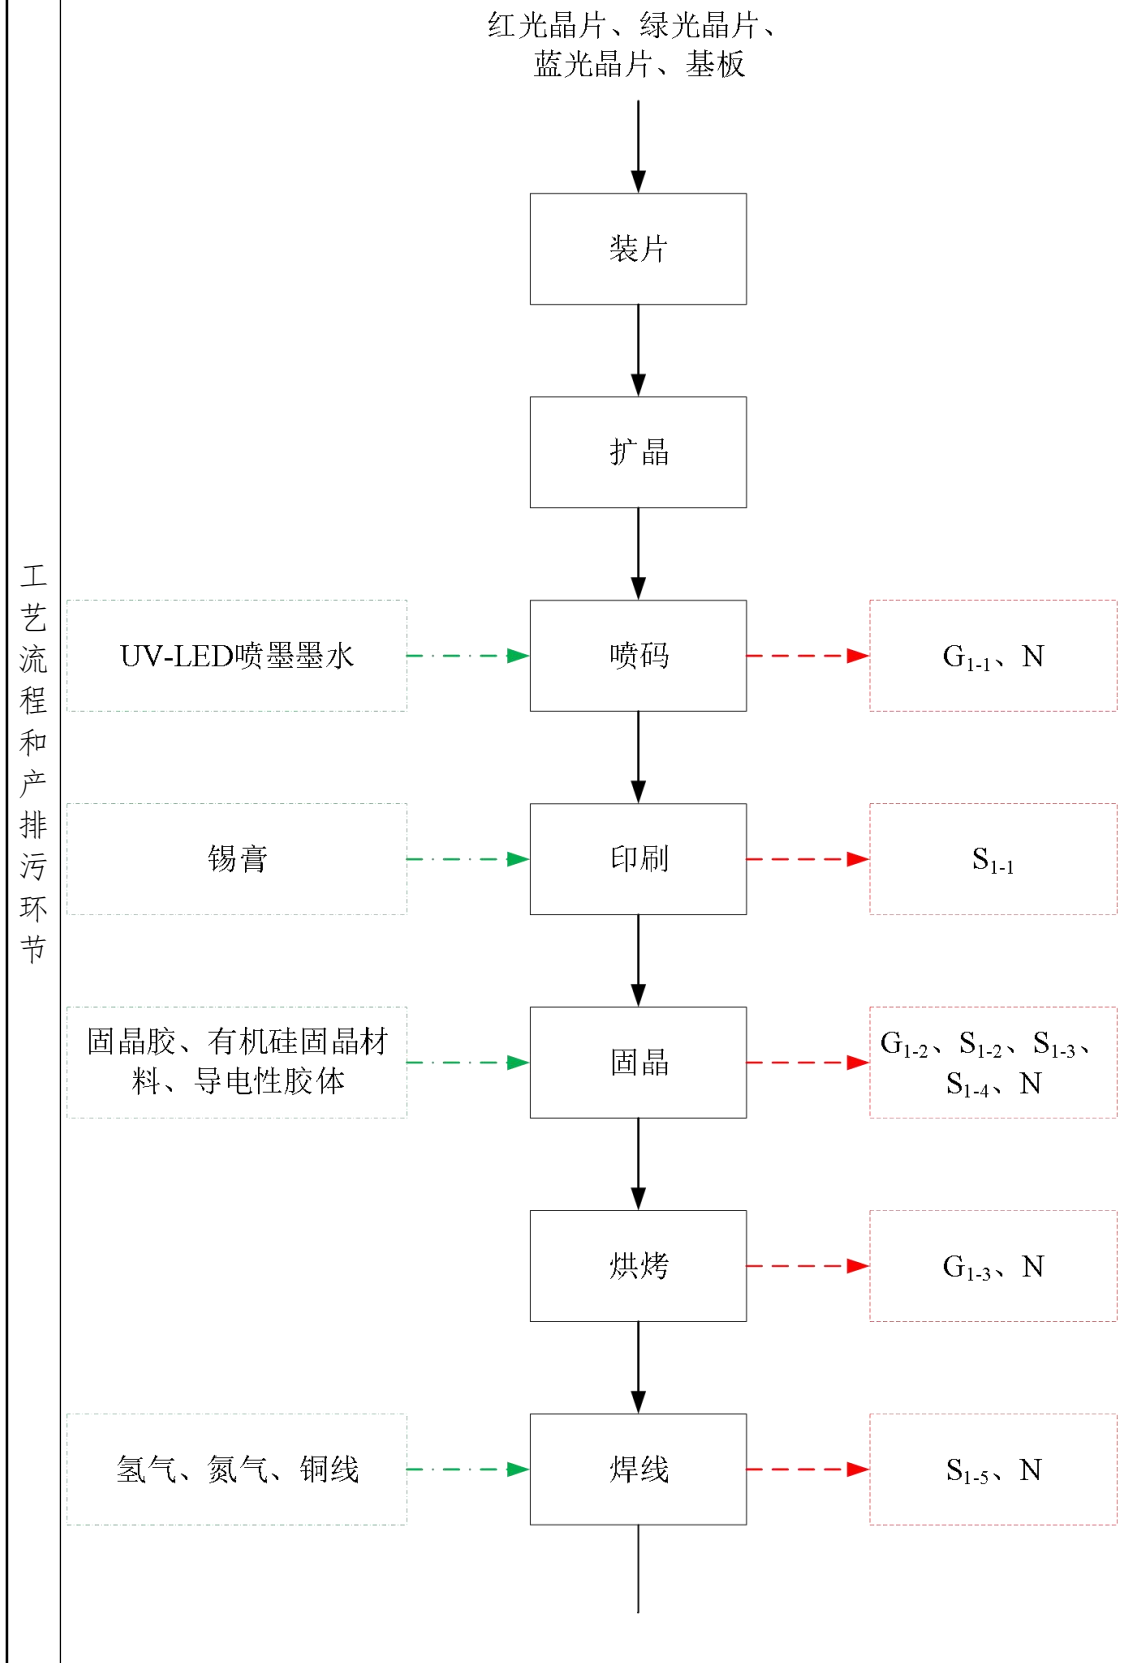 红光晶片、绿光晶片、
蓝光晶片、基板
装片
扩晶
工艺流程和产排污环节
UV-LED喷墨墨水
喷码
G1-1、N
锡膏
印刷
S1-1
固晶胶、有机硅固晶材
料、导电性胶体
固晶
G1-2、S1-2、S1-3、
S1-4、N
烘烤
G1-3、N
氢气、氮气、铜线
焊线
S1-5、N